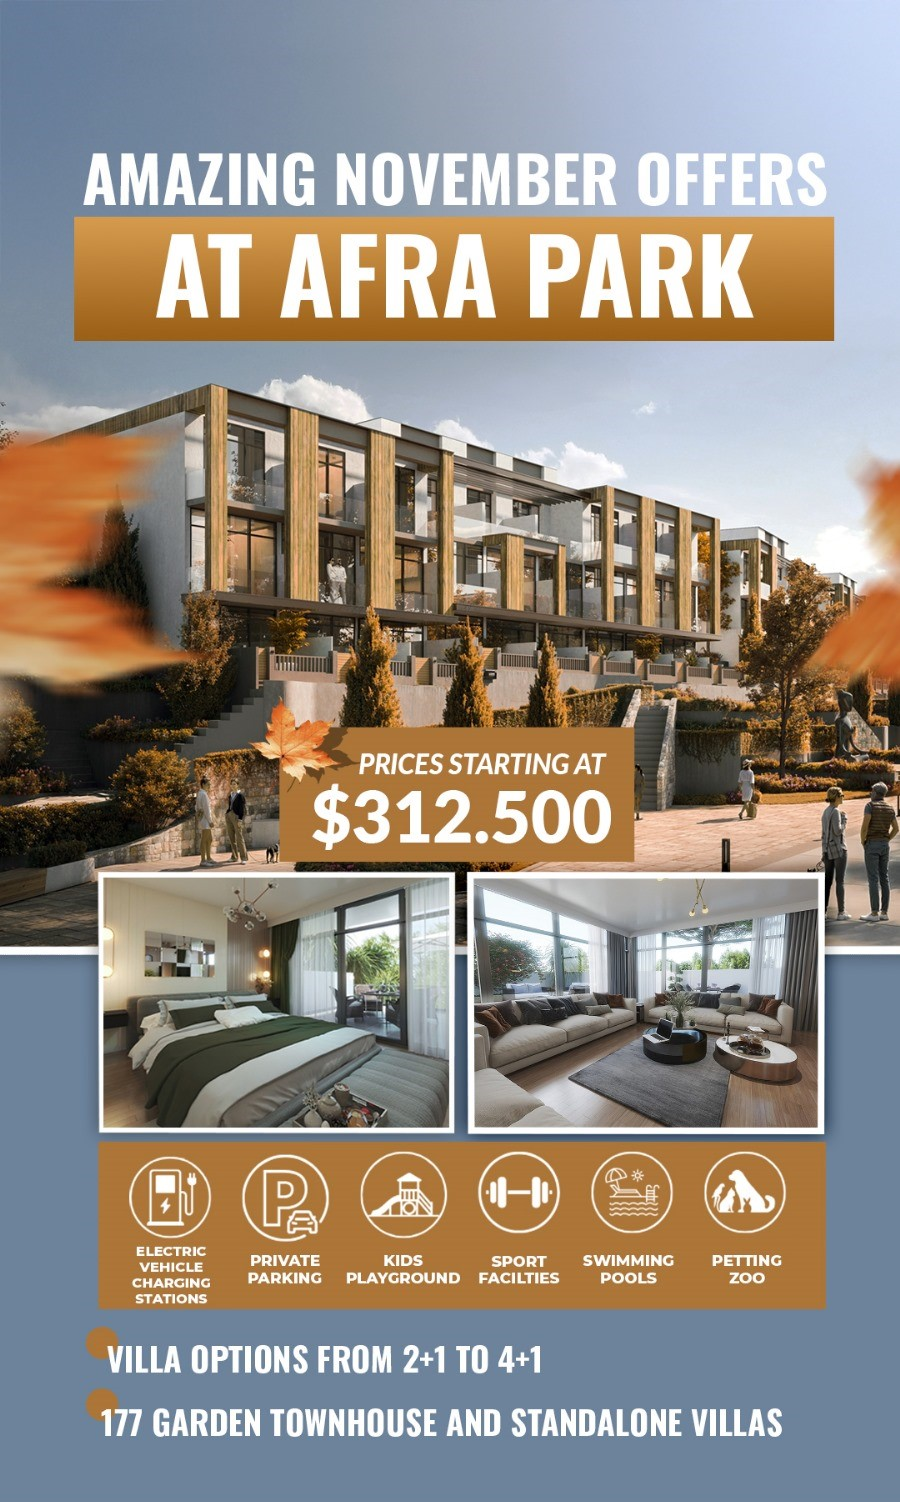 AMAZING NOVEMBER OFFERS
AT AFRA PARK
PRICES STARTING AT
$312.500
ELECTRIC
VEHICLE
CHARGING
STATIONS
PRIVATE
PARKING
KIDS
PLAYGROUND
SPORT
FACILTIES
SWIMMING
POOLS
PETTING
ZOO
VILLA OPTIONS FROM 2+1 TO 4+1
177 GARDEN TOWNHOUSE AND STANDALONE VILLAS